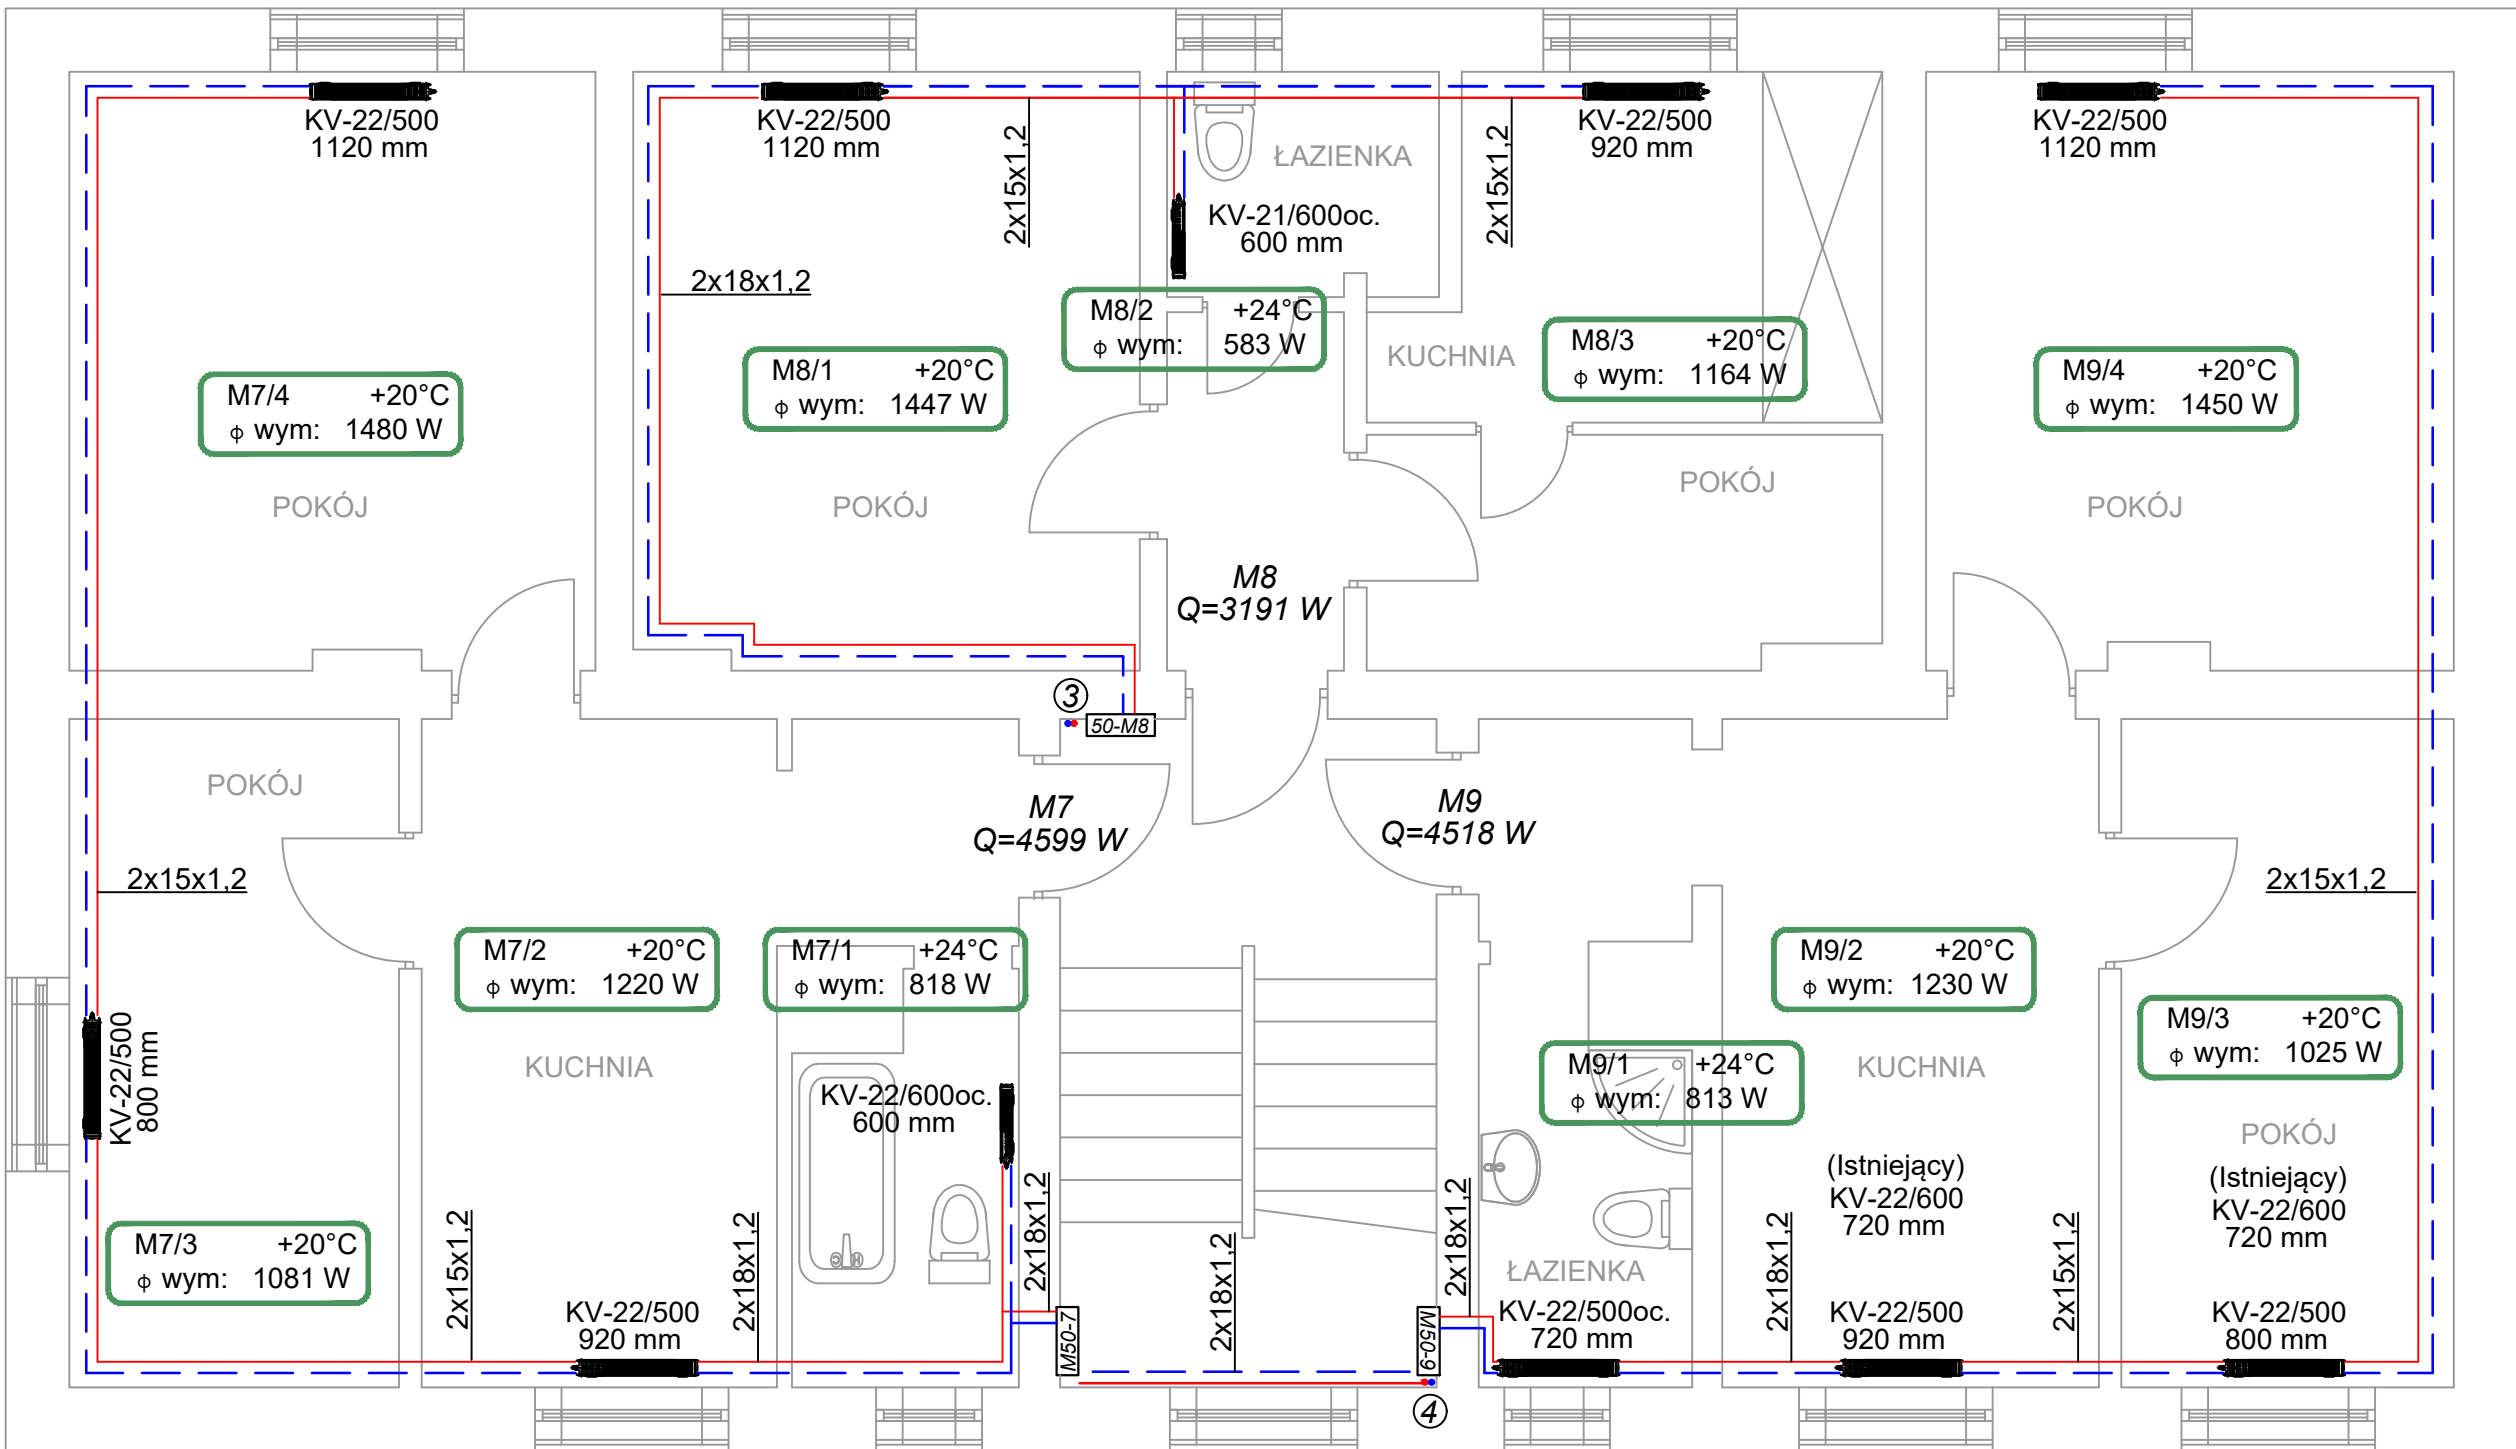 KV-22/500
1120 mm
KV-22/500
1120 mm
2x15x1,2
ŁAZIENKA
KV-21/600oc.
600 mm
2x15x1,2
KV-22/500
920 mm
KV-22/500
1120 mm
2x18x1,2
M8/2 +24°C
ϕ wym: 583 W
M7/4 +20°C
ϕ wym: 1480 W
M8/1 +20°C
ϕ wym: 1447 W
KUCHNIA
M8/3 +20°C
ϕ wym: 1164 W
M9/4 +20°C
ϕ wym: 1450 W
POKÓJ
POKÓJ
POKÓJ
POKÓJ
M8
Q=3191 W
3
50-M8
POKÓJ
M7
Q=4599 W
M9
Q=4518 W
2x15x1,2
2x15x1,2
M7/2 +20°C
ϕ wym: 1220 W
M7/1 +24°C
ϕ wym: 818 W
M9/2 +20°C
ϕ wym: 1230 W
M9/3 +20°C
ϕ wym: 1025 W
KV-22/500
800 mm
KUCHNIA
KV-22/600oc.
600 mm
M9/1 +24°C
ϕ wym: 813 W
KUCHNIA
POKÓJ
(Istniejący)
KV-22/600
720 mm
(Istniejący)
KV-22/600
720 mm
M7/3 +20°C
ϕ wym: 1081 W
2x15x1,2
2x18x1,2
H C
2x18x1,2
2x18x1,2
2x18x1,2
ŁAZIENKA
2x18x1,2
2x15x1,2
KV-22/500
920 mm
M50-7
M50-9
KV-22/500oc.
720 mm
KV-22/500
920 mm
KV-22/500
800 mm
4